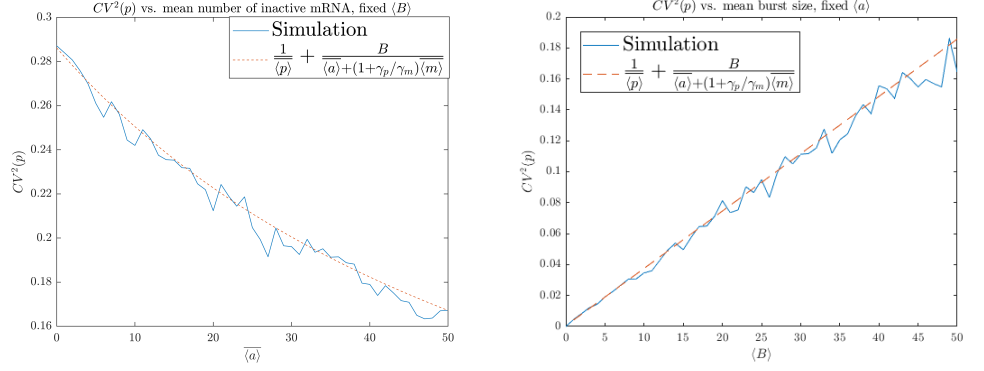 CV²(p) vs. mean number of inactive mRNA, fixed ⟨B⟩
Simulation
1/⟨p⟩ + B/(⟨a⟩+(1+γp/γm)⟨m⟩)
0.3
0.28
0.26
0.24
0.22
0.2
0.18
0.16
CV²(p)
0 10 20 30 40 50
⟨a⟩
CV²(p) vs. mean burst size, fixed ⟨a⟩
Simulation
1/⟨p⟩ + B/(⟨a⟩+(1+γp/γm)⟨m⟩)
0.2
0.18
0.16
0.14
0.12
0.1
0.08
0.06
0.04
0.02
0
CV²(p)
0 5 10 15 20 25 30 35 40 45 50
⟨B⟩